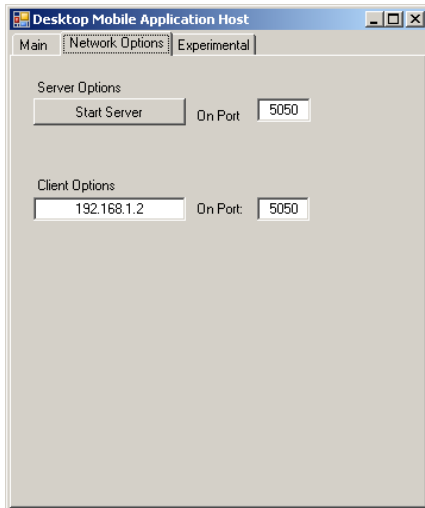 Desktop Mobile Application Host
Main Network Options Experimental
Server Options
Start Server On Port 5050
Client Options
192.168.1.2 On Port: 5050